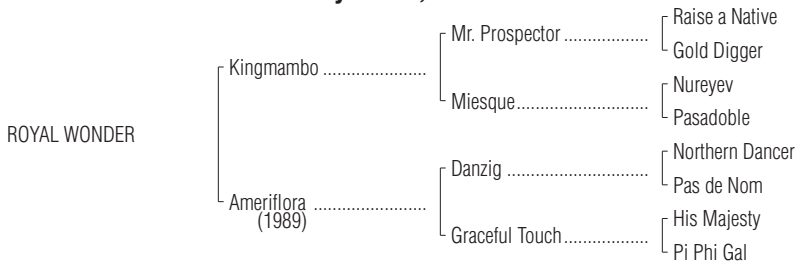 Mr. Prospector
Raise a Native
Gold Digger
Kingmambo
Miesque
Nureyev
Pasadoble
ROYAL WONDER
Danzig
Northern Dancer
Pas de Nom
Ameriflora
(1989)
Graceful Touch
His Majesty
Pi Phi Gal